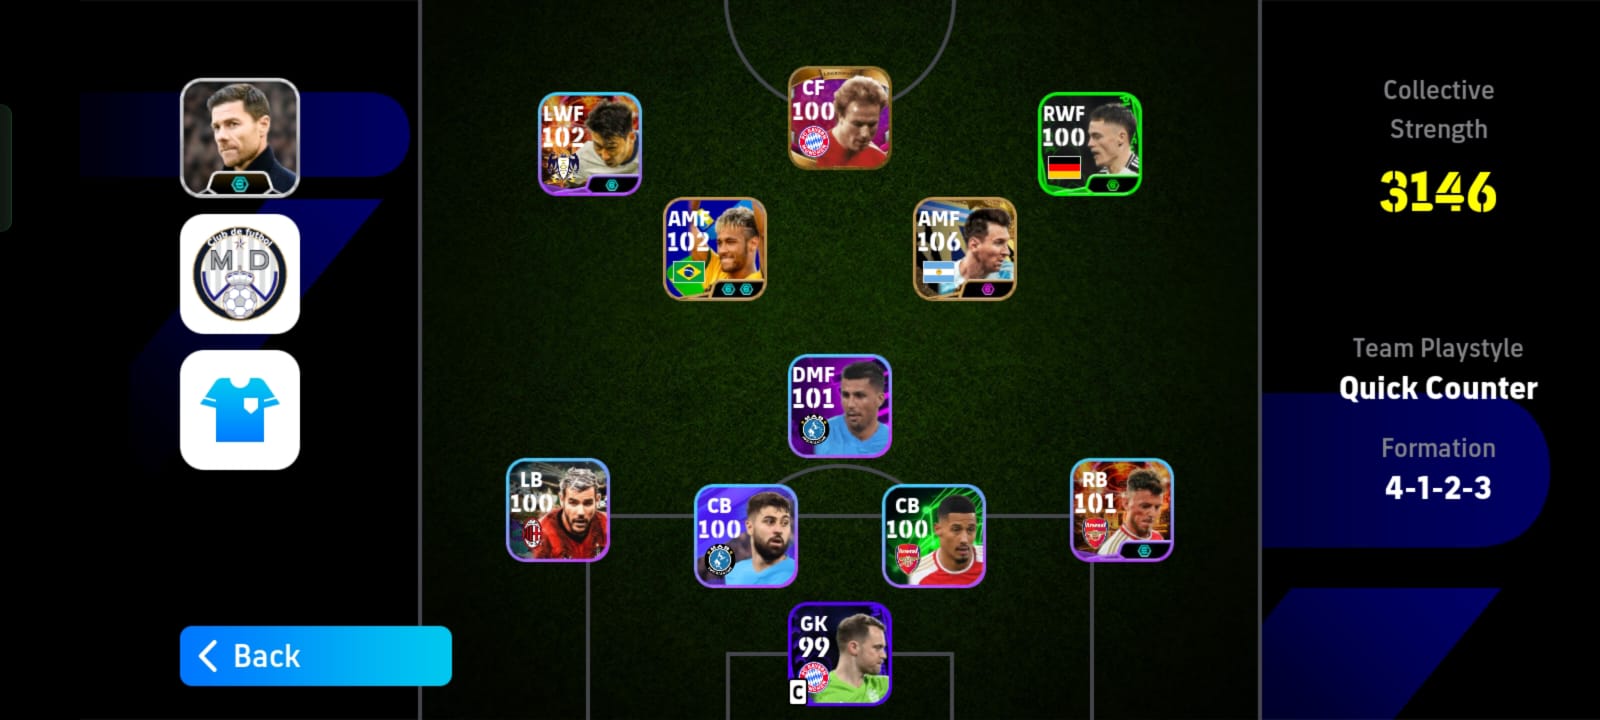 Club de futbol
M D
Back
LWF
102
CF
100
RWF
100
AMF
102
AMF
106
DMF
101
LB
100
CB
100
CB
100
Arsenal
RB
101
Arsenal
GK
99
C
Collective
Strength
3146
Team Playstyle
Quick Counter
Formation
4-1-2-3